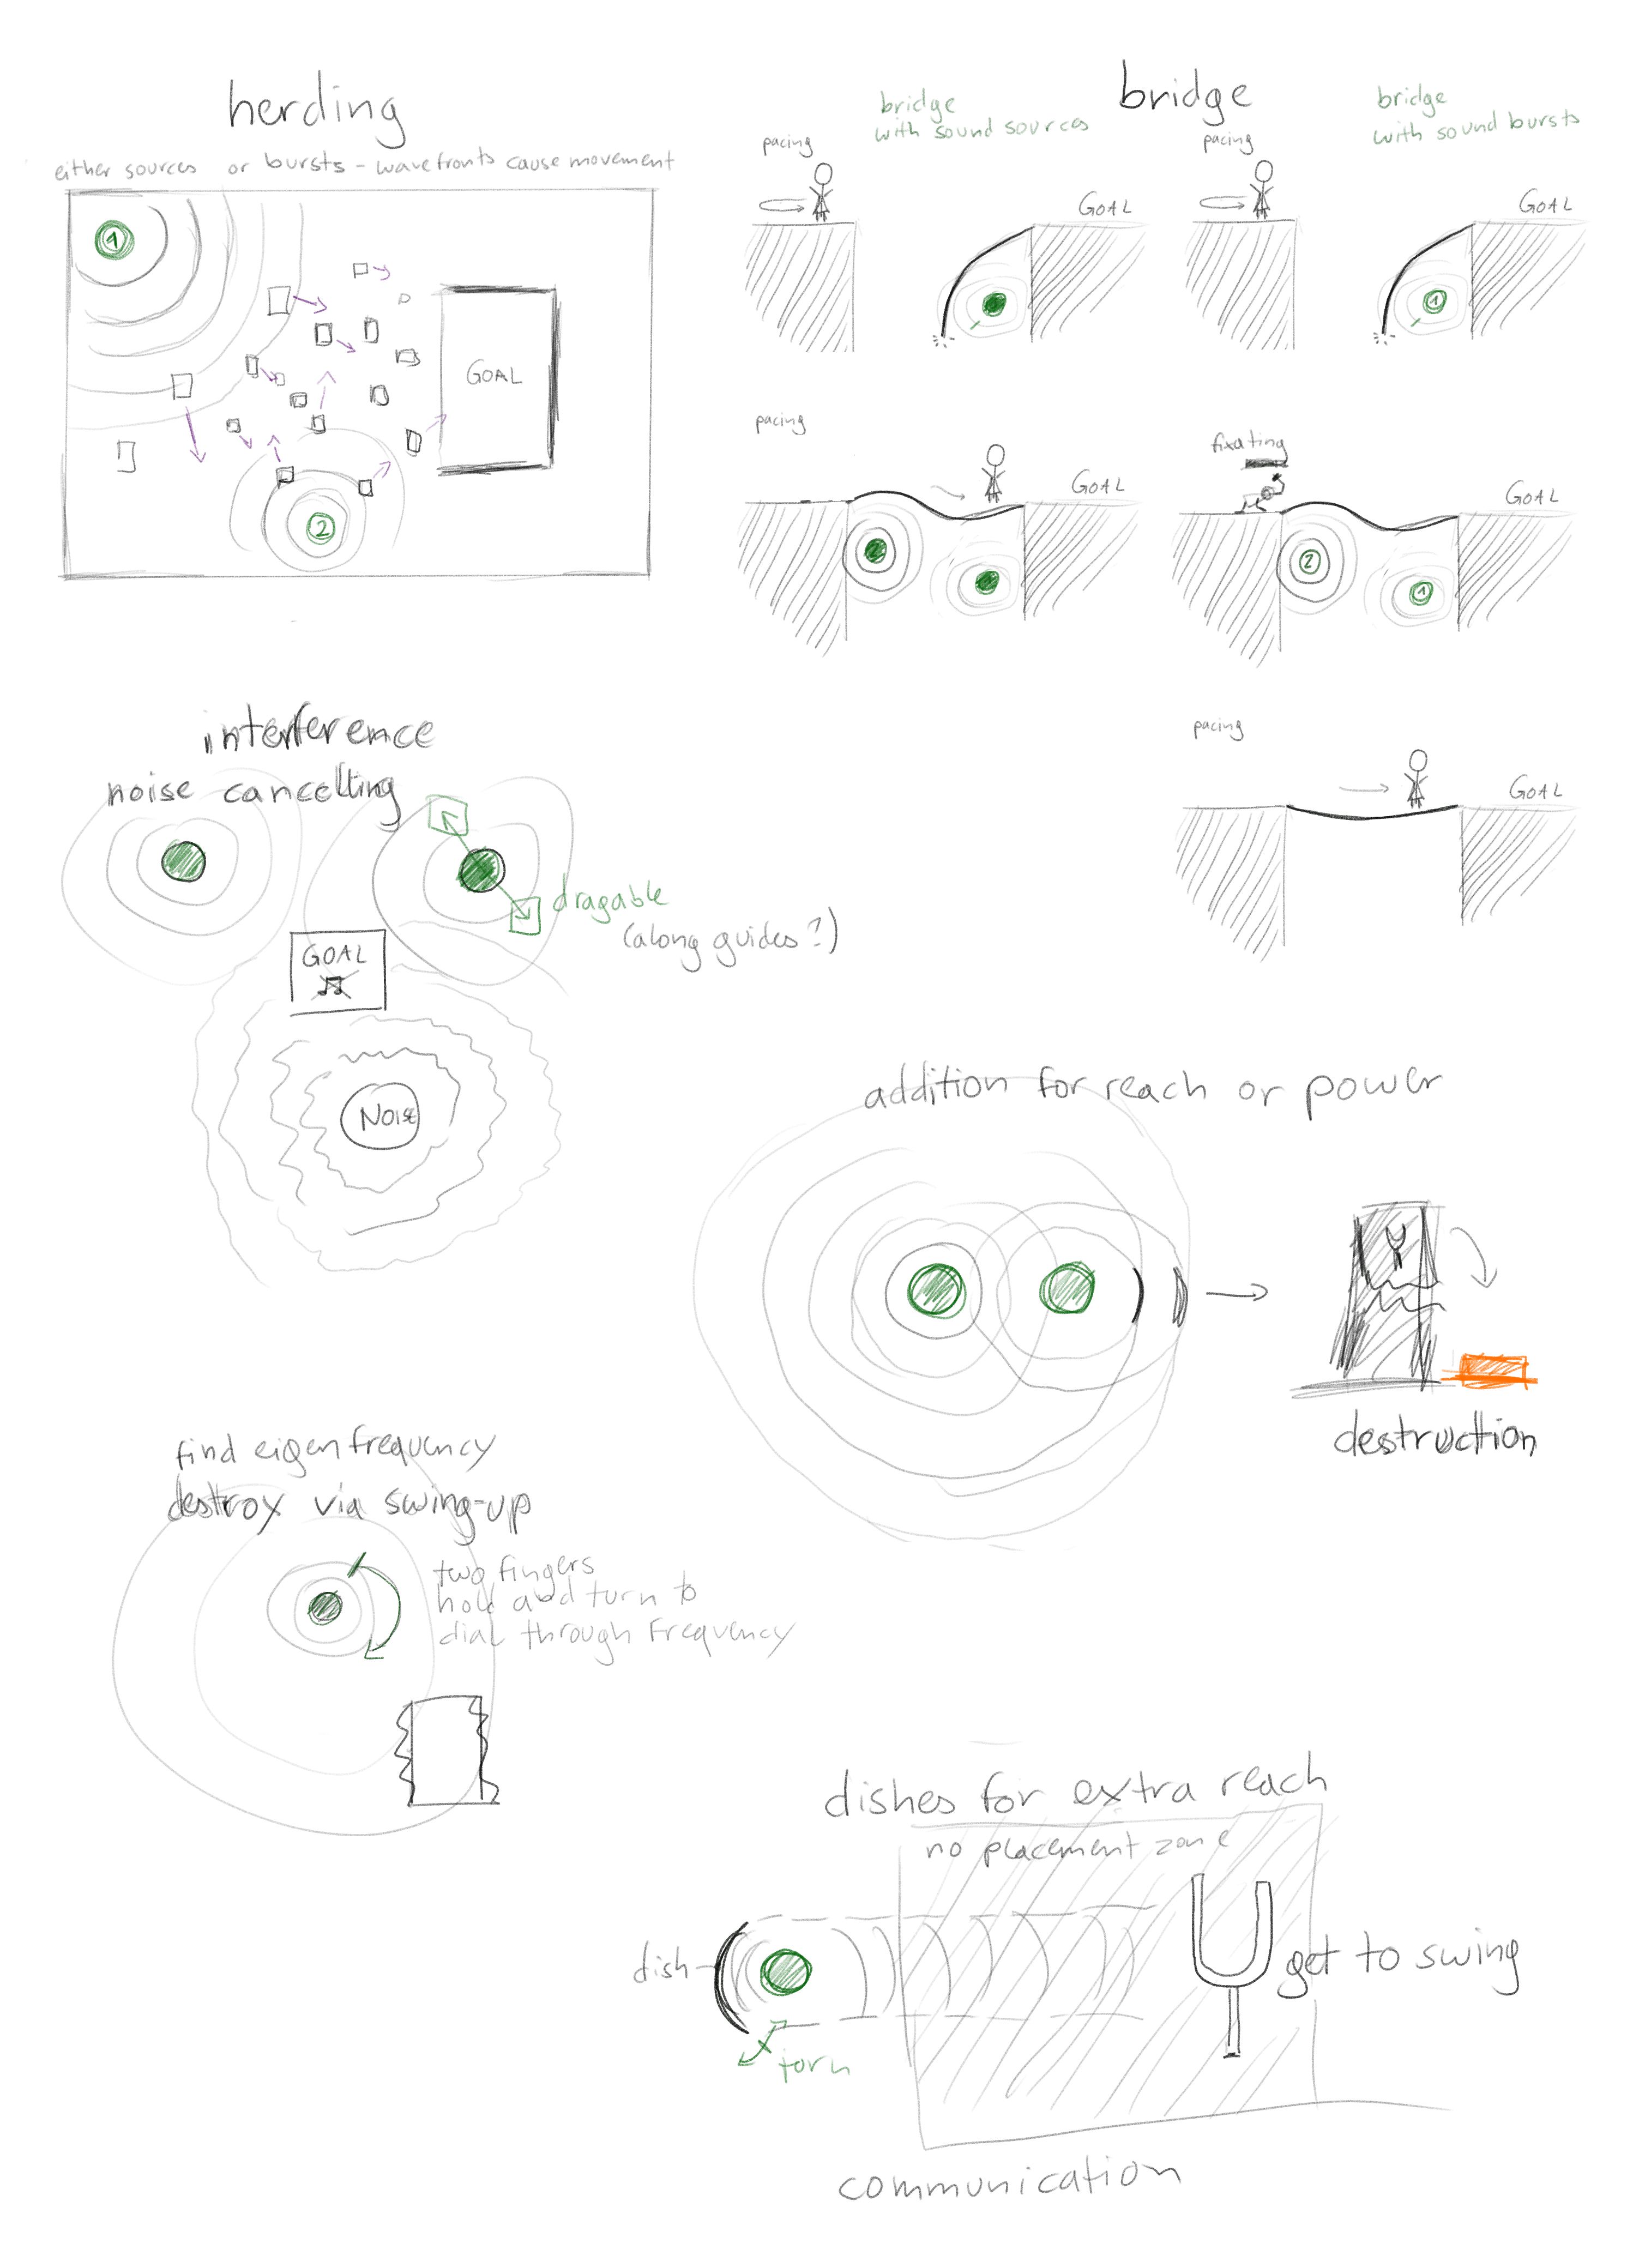 herding
either sources or bursts - wavefronts cause movement
1
GOAL
2
bridge
bridge
with sound sources
bridge
with sound bursts
pacing
GOAL
pacing
GOAL
1
pacing
GOAL
fixating
GOAL
2
1
pacing
GOAL
interference
noise cancelling
dragable
(along guides?)
GOAL
NOISE
addition for reach or power
destruction
find eigenfrequency
destroy via swing-up
two fingers
hold and turn to
dial through frequency
dishes for extra reach
no placement zone
dish
get to swing
turn
communication